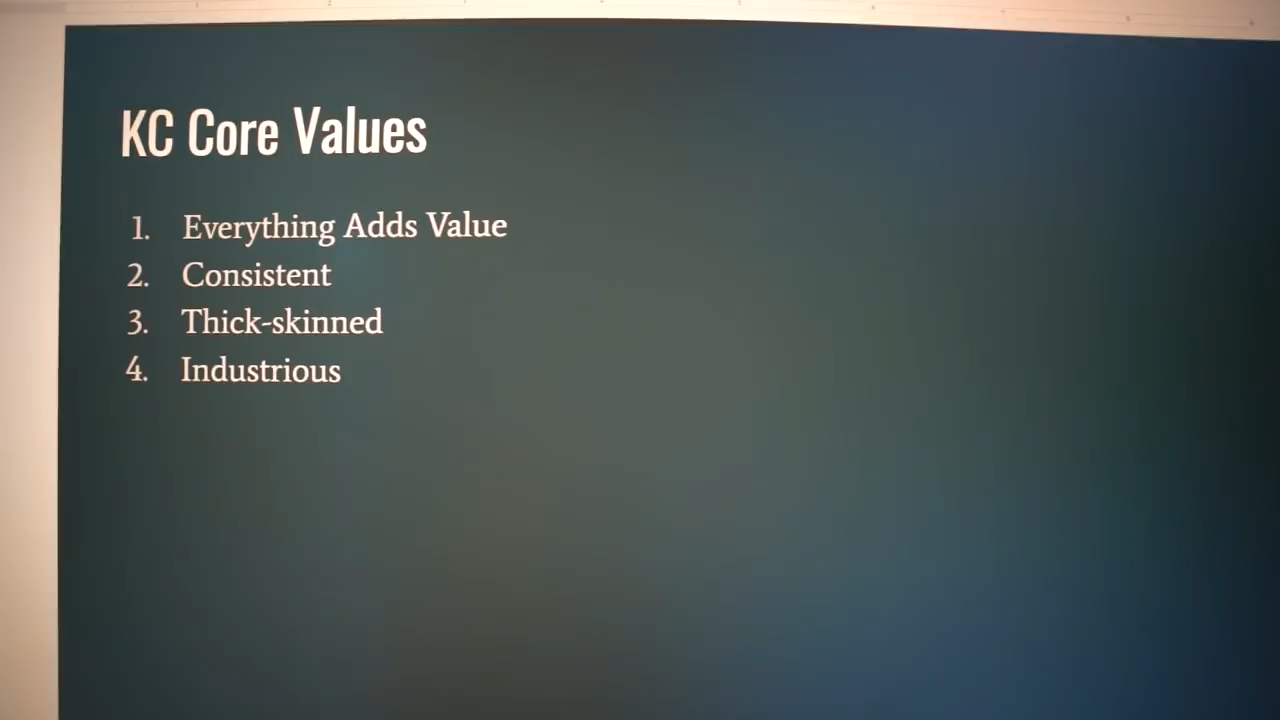 KC Core Values
1. Everything Adds Value
2. Consistent
3. Thick-skinned
4. Industrious